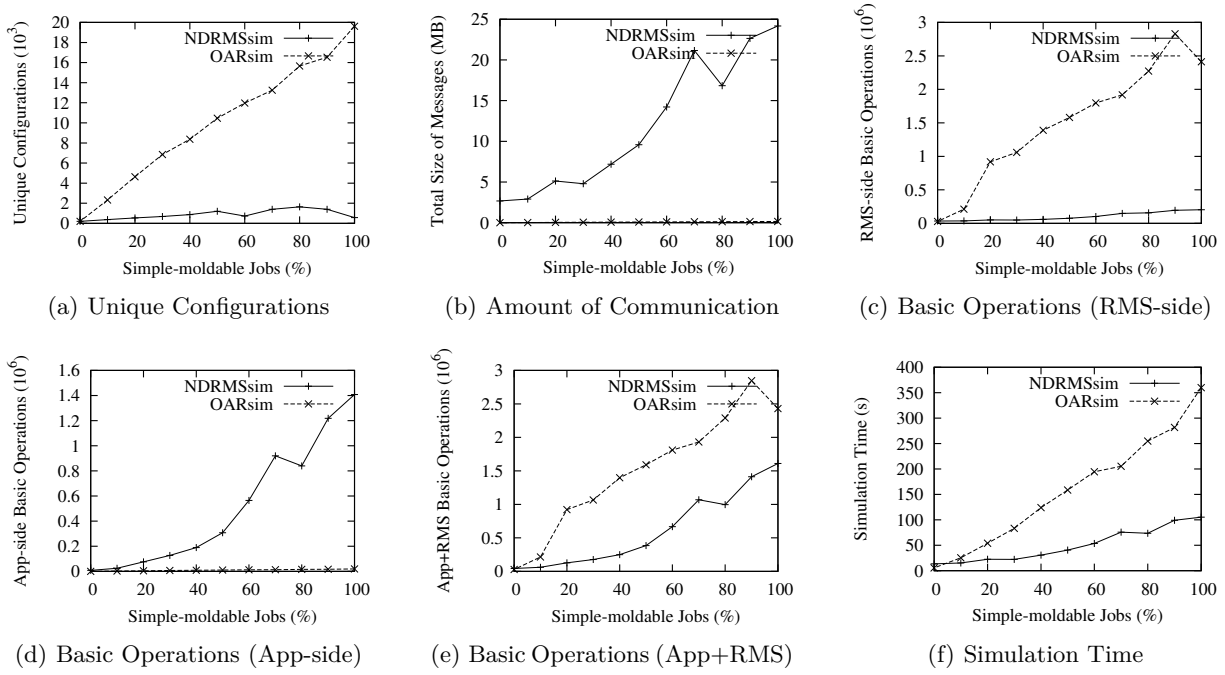 Unique Configurations (10³)
20
18
16
14
12
10
8
6
4
2
0
NDRMSsim
OARsim
0 20 40 60 80 100
Simple-moldable Jobs (%)
(a) Unique Configurations
Total Size of Messages (MB)
25
20
15
10
5
0
NDRMSsim
OARsim
0 20 40 60 80 100
Simple-moldable Jobs (%)
(b) Amount of Communication
RMS-side Basic Operations (10⁶)
3
2.5
2
1.5
1
0.5
0
NDRMSsim
OARsim
0 20 40 60 80 100
Simple-moldable Jobs (%)
(c) Basic Operations (RMS-side)
App-side Basic Operations (10⁶)
1.6
1.4
1.2
1
0.8
0.6
0.4
0.2
0
NDRMSsim
OARsim
0 20 40 60 80 100
Simple-moldable Jobs (%)
(d) Basic Operations (App-side)
App+RMS Basic Operations (10⁶)
3
2.5
2
1.5
1
0.5
0
NDRMSsim
OARsim
0 20 40 60 80 100
Simple-moldable Jobs (%)
(e) Basic Operations (App+RMS)
Simulation Time (s)
400
350
300
250
200
150
100
50
0
NDRMSsim
OARsim
0 20 40 60 80 100
Simple-moldable Jobs (%)
(f) Simulation Time